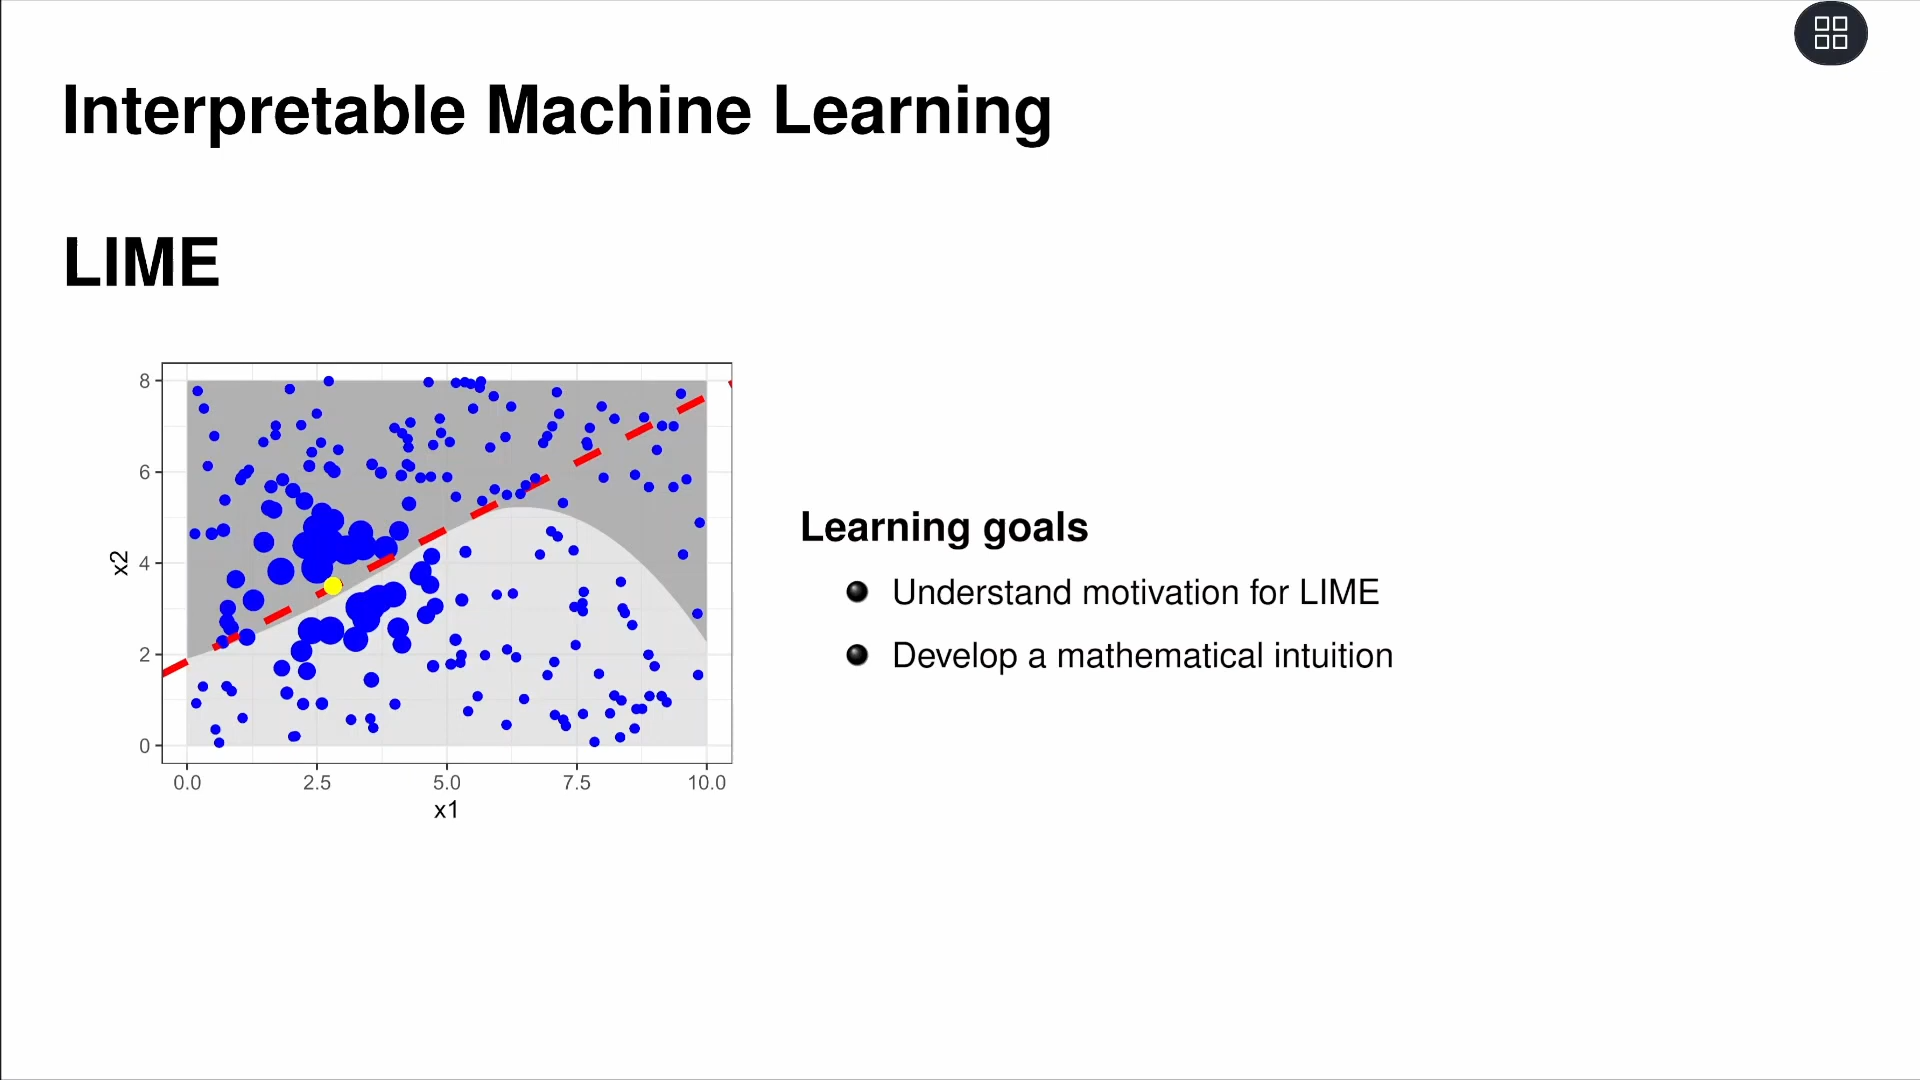 Interpretable Machine Learning
LIME
8
6
4
2
0
x2
0.0 2.5 5.0 7.5 10.0
x1
Learning goals
Understand motivation for LIME
Develop a mathematical intuition